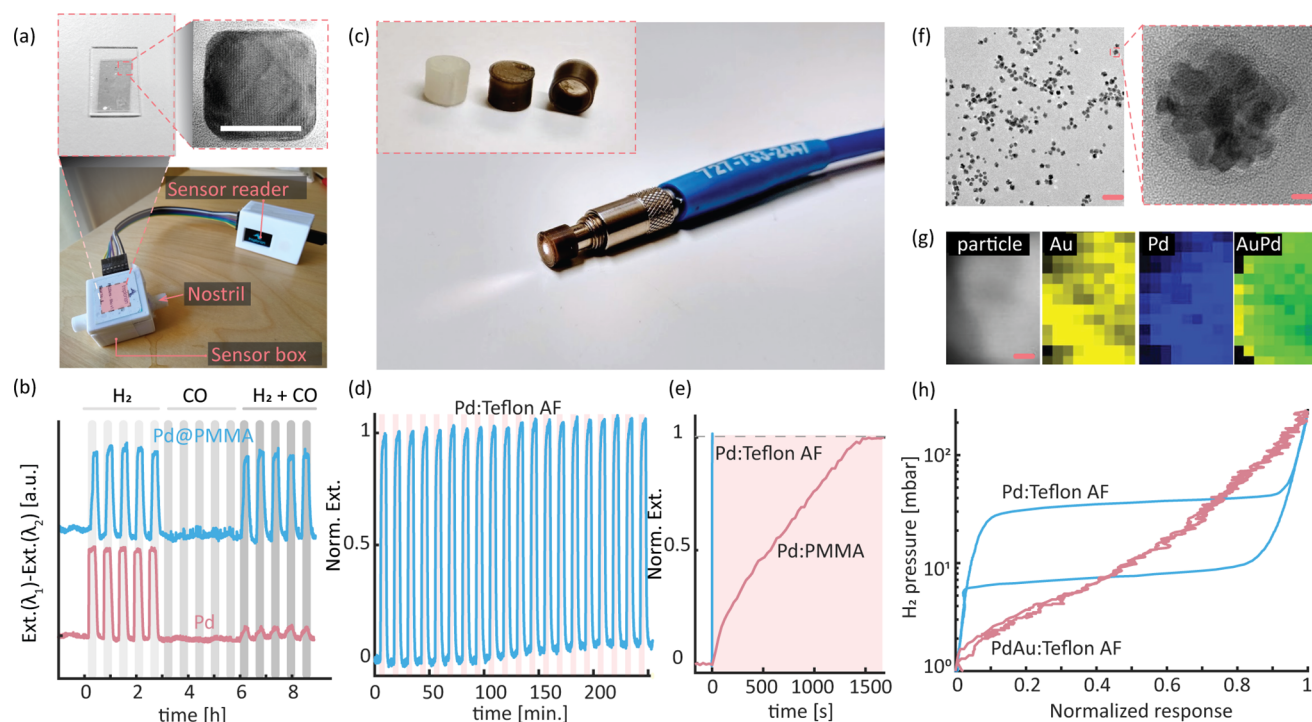 (a)
Sensor reader
Nostril
Sensor box
(b)
H₂ CO H₂ + CO
Pd@PMMA
Pd
Ext.(λ₁)-Ext.(λ₂) [a.u.]
0 2 4 6 8
time [h]
(c)
T2T-T55-2447
(d)
Pd:Teflon AF
Norm. Ext.
1
0.5
0
0 50 100 150 200
time [min.]
(e)
Pd:Teflon AF
Pd:PMMA
Norm. Ext.
1
0.5
0
0 500 1000 1500
time [s]
(f)
(g)
particle Au Pd AuPd
(h)
Pd:Teflon AF
PdAu:Teflon AF
H₂ pressure [mbar]
10²
10¹
10⁰
0 0.2 0.4 0.6 0.8 1
Normalized response